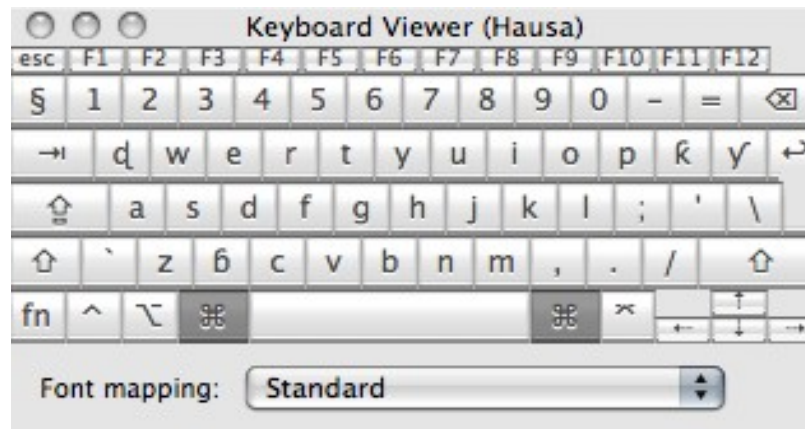 Keyboard Viewer (Hausa)
esc F1 F2 F3 F4 F5 F6 F7 F8 F9 F10 F11 F12
§ 1 2 3 4 5 6 7 8 9 0 - = ⌫
⇥ ɖ w e r t y u i o p ƙ ƴ ↩
⇪ a s d f g h j k l ; ' \
⇧ ` z ɓ c v b n m , . / ⇧
fn ^ ⌥ ⌘ ⌘ ⌤ ← ↑ ↓ →
Font mapping: Standard